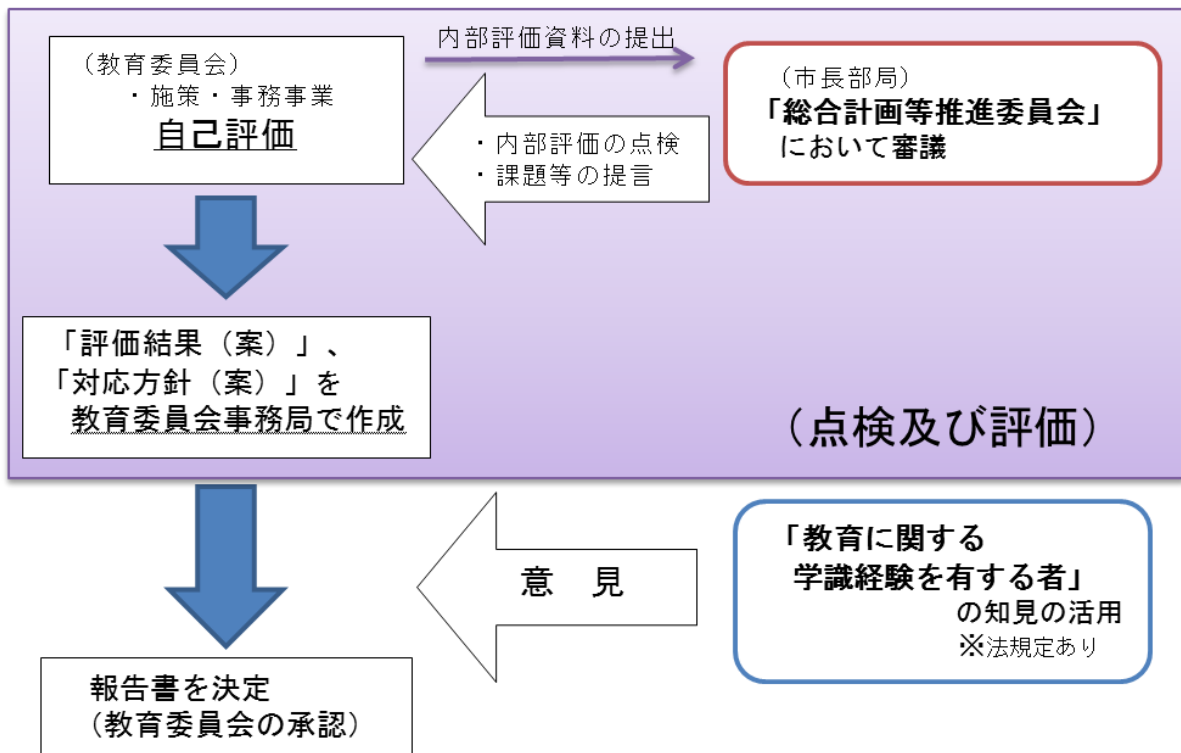 （教育委員会）
・施策・事務事業
自己評価
内部評価資料の提出
・内部評価の点検
・課題等の提言
（市長部局）
「総合計画等推進委員会」
において審議
「評価結果（案）」、
「対応方針（案）」を
教育委員会事務局で作成
（点検及び評価）
意　見
「教育に関する
学識経験を有する者」
の知見の活用
※法規定あり
報告書を決定
（教育委員会の承認）